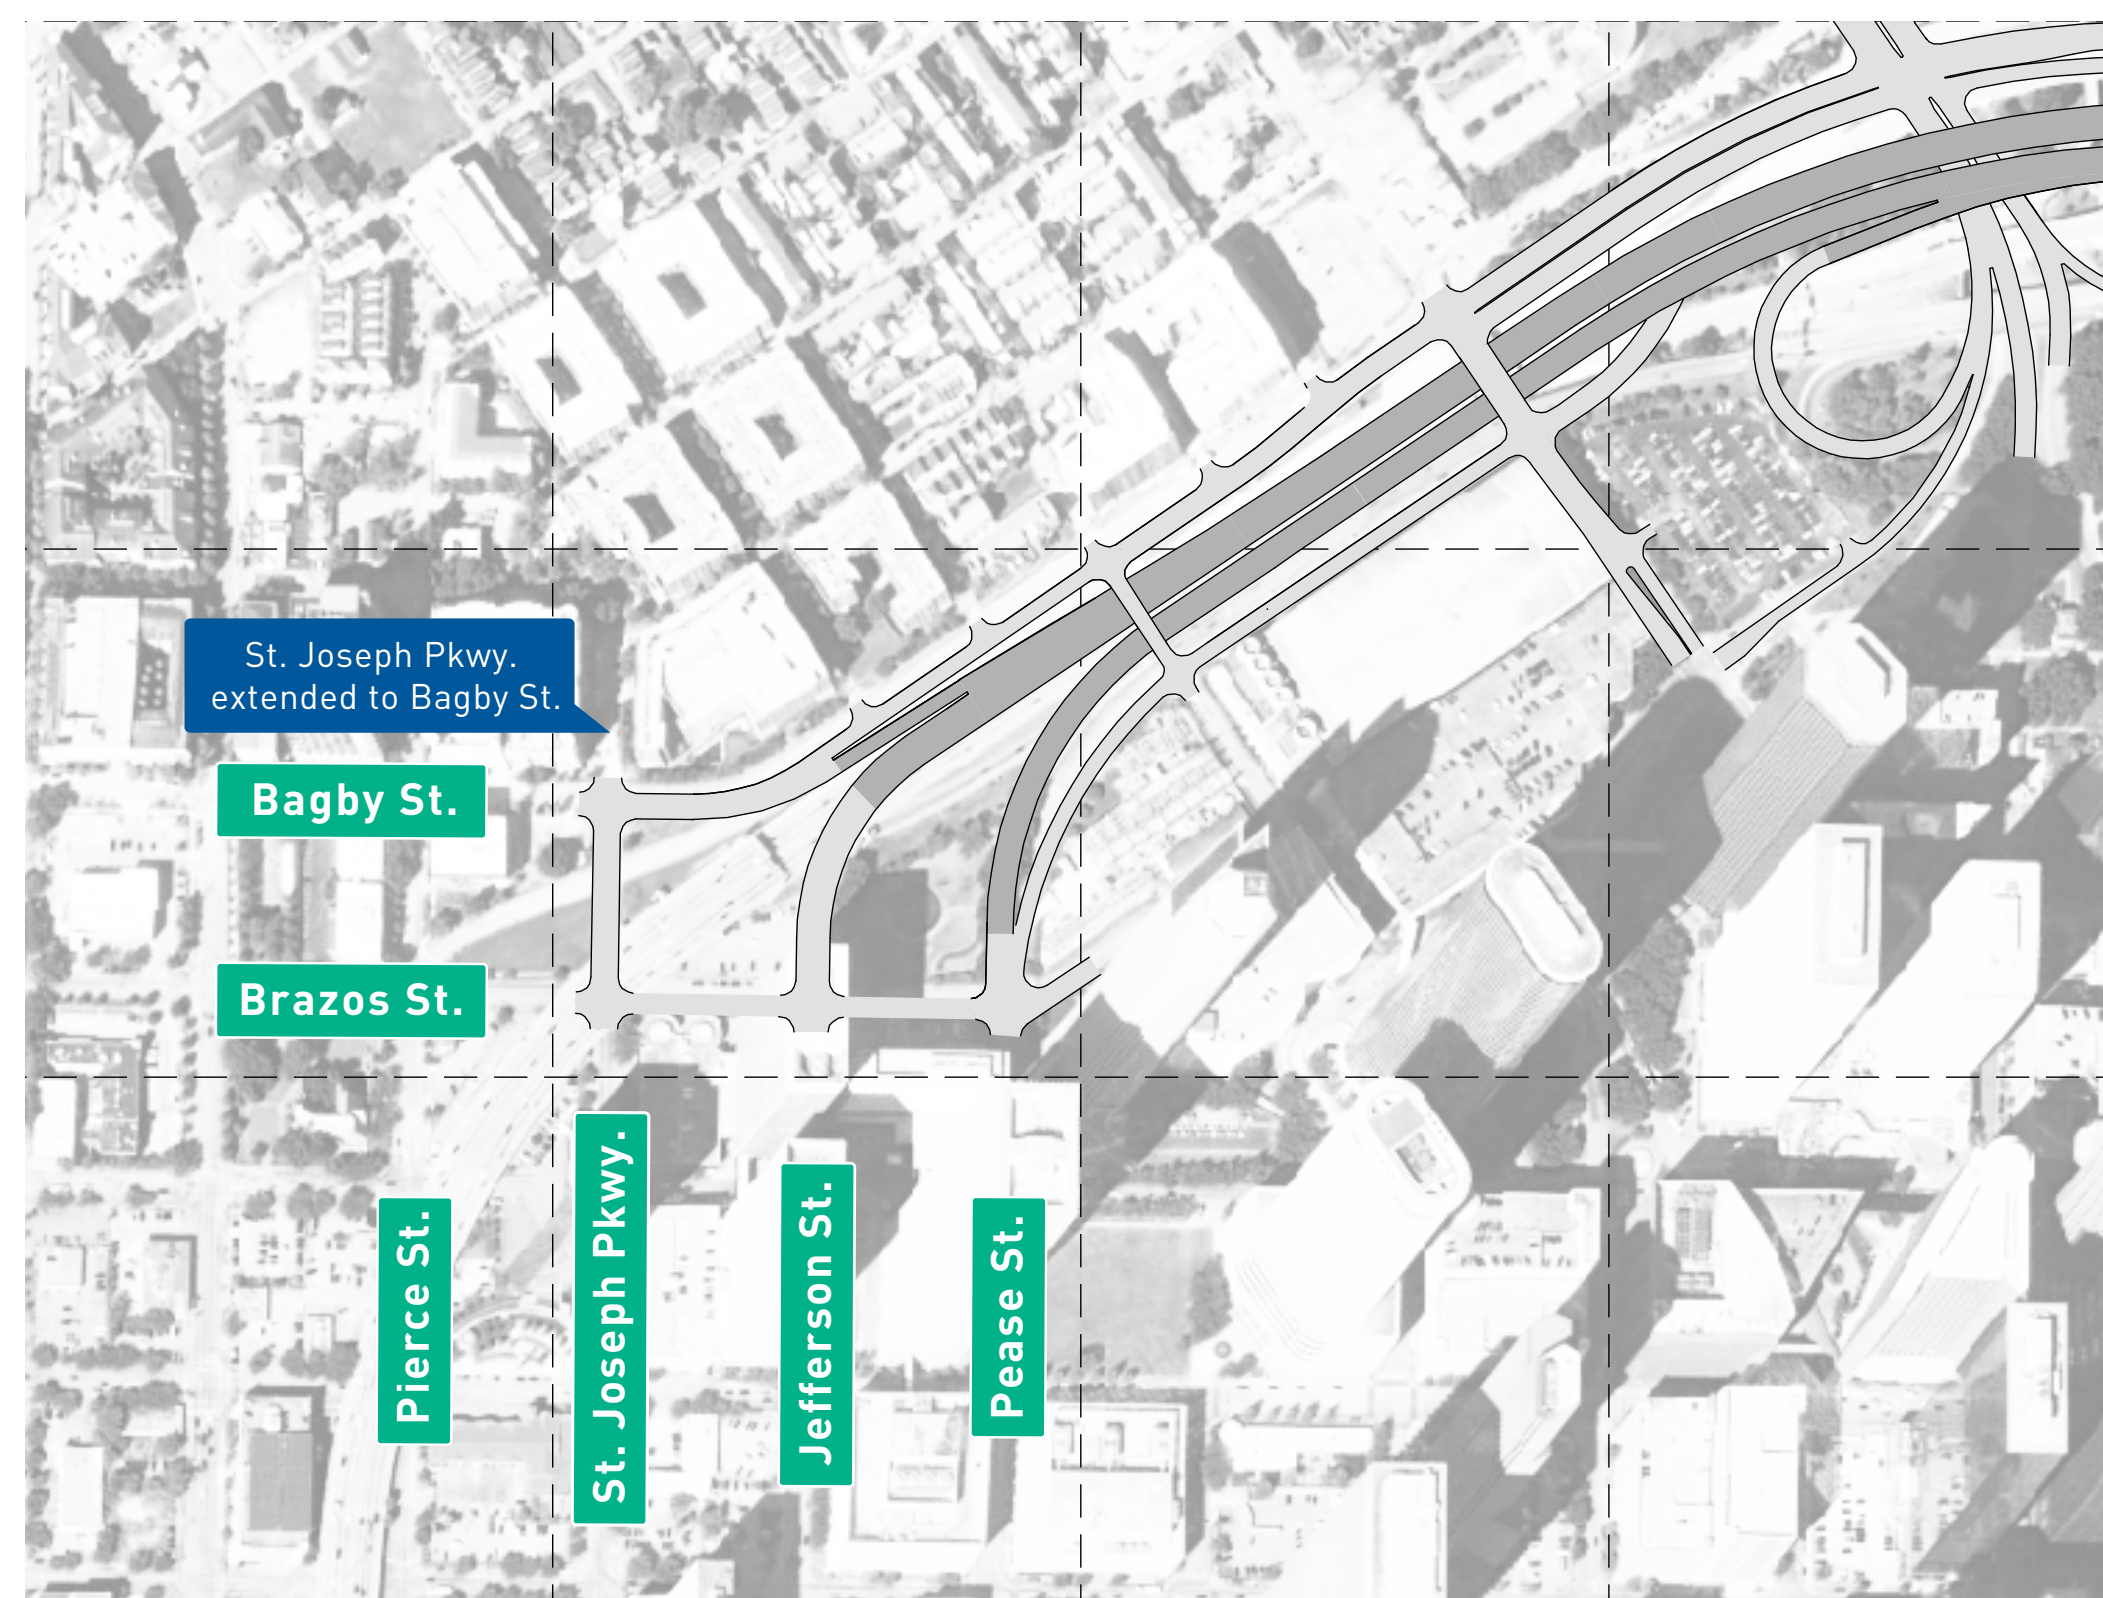 St. Joseph Pkwy.
extended to Bagby St.
Bagby St.
Brazos St.
Pierce St.
St. Joseph Pkwy.
Jefferson St.
Pease St.